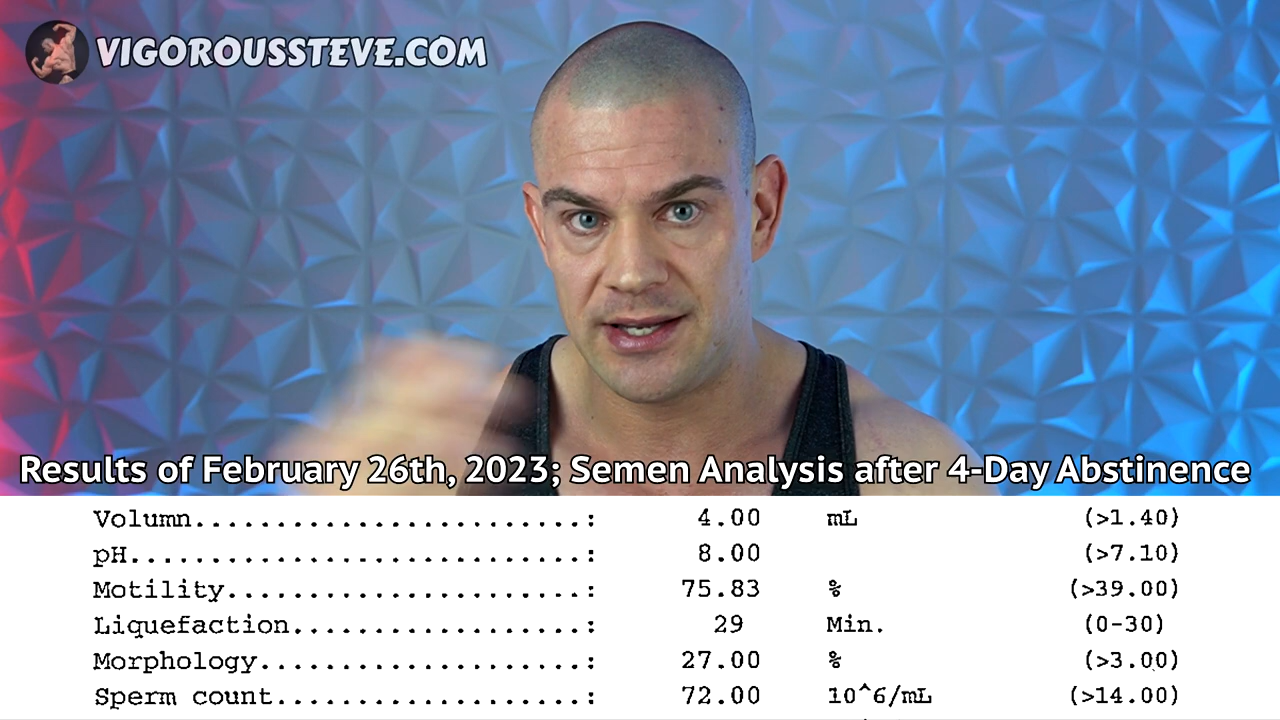 VIGOROUSSTEVE.COM
Results of February 26th, 2023; Semen Analysis after 4-Day Abstinence
Volumn........................: 4.00 mL (>1.40)
pH............................: 8.00 (>7.10)
Motility......................: 75.83 % (>39.00)
Liquefaction..................: 29 Min. (0-30)
Morphology....................: 27.00 % (>3.00)
Sperm count...................: 72.00 10^6/mL (>14.00)